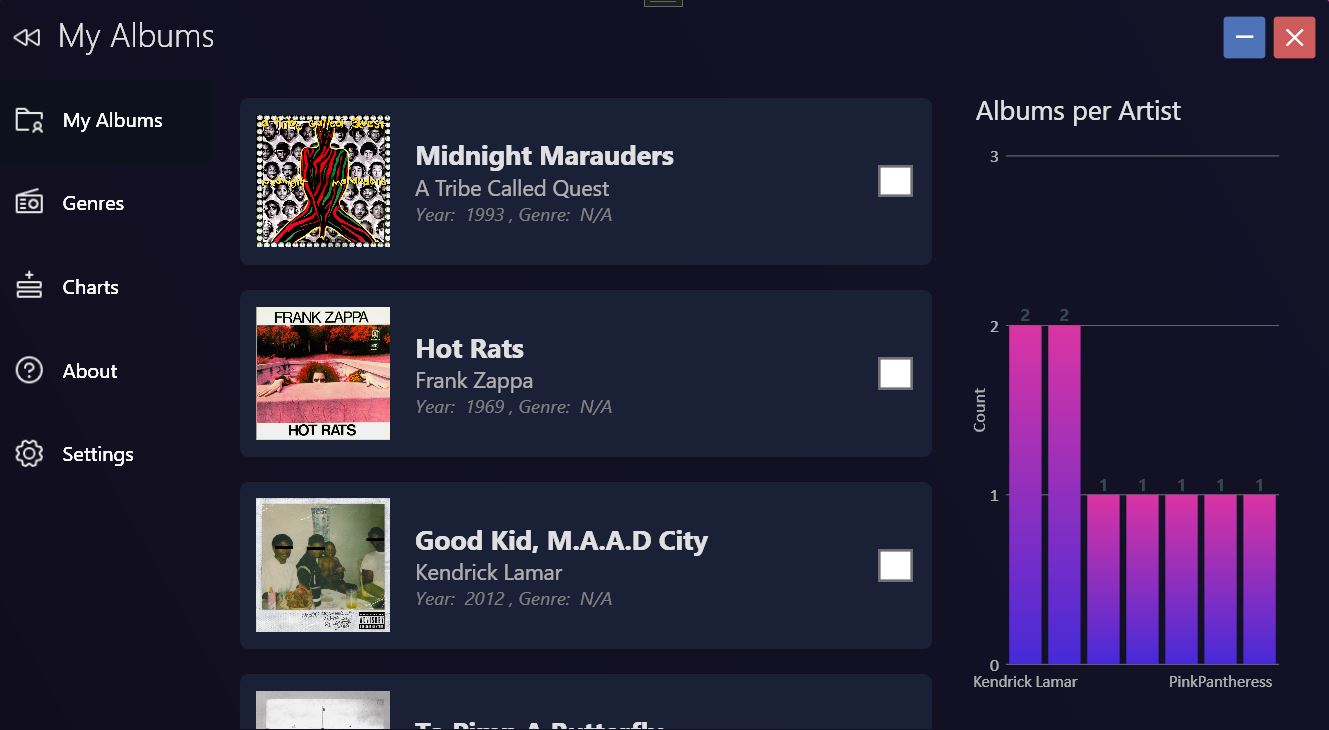 My Albums
My Albums
Genres
Charts
About
Settings
A Tribe Called Quest
midnight marauders
Midnight Marauders
A Tribe Called Quest
Year: 1993 , Genre: N/A
FRANK ZAPPA
HOT RATS
Hot Rats
Frank Zappa
Year: 1969 , Genre: N/A
Good Kid, M.A.A.D City
Kendrick Lamar
Year: 2012 , Genre: N/A
To Pimp A Butterfly
Albums per Artist
3
2
1
0
Count
2 2 1 1 1 1 1
Kendrick Lamar PinkPantheress